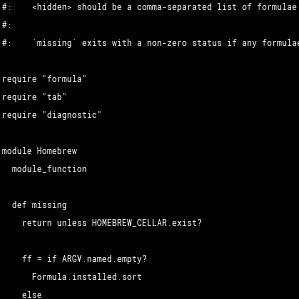 #:    <hidden> should be a comma-separated list of formulae
#:
#:    `missing` exits with a non-zero status if any formulae
require "formula"
require "tab"
require "diagnostic"
module Homebrew
  module_function
  def missing
    return unless HOMEBREW_CELLAR.exist?
    ff = if ARGV.named.empty?
      Formula.installed.sort
    else